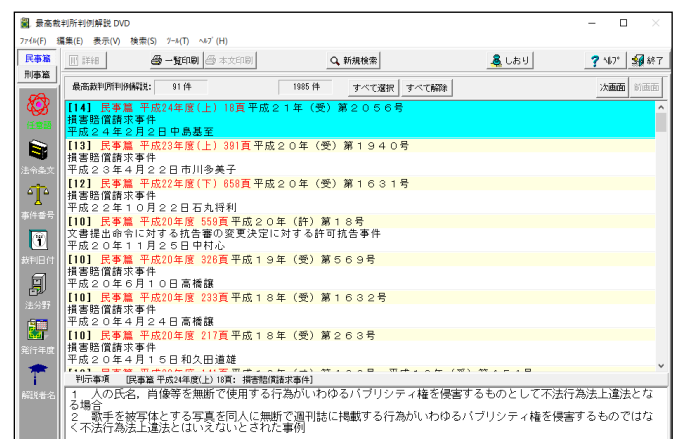 最高裁判所判例解説 DVD
ファイル(F) 編集(E) 表示(V) 検索(S) ツール(T) ヘルプ(H)
民事篇 詳細 一覧印刷 本文印刷 新規検索 しおり ? ヘルプ 終了
刑事篇
最高裁判所判例解説: 91 件 1985 件 すべて選択 すべて解除 次画面 前画面
[14] 民事篇 平成24年度(上) 18頁 平成２１年（受）第２０５６号
損害賠償請求事件
平成２４年２月２日中島基至
[13] 民事篇 平成23年度(上) 391頁 平成２０年（受）第１９４０号
損害賠償請求事件
平成２３年４月２２日市川多美子
法令条文
[12] 民事篇 平成22年度(下) 658頁 平成２０年（受）第１６３１号
損害賠償請求事件
平成２２年１０月２２日石丸将利
事件番号
[10] 民事篇 平成20年度 559頁 平成２０年（許）第１８号
文書提出命令に対する抗告審の変更決定に対する許可抗告事件
平成２０年１１月２５日中村心
裁判日付
[10] 民事篇 平成20年度 326頁 平成１９年（受）第５６９号
損害賠償請求事件
平成２０年６月１０日高橋譲
法分野
[10] 民事篇 平成20年度 233頁 平成１８年（受）第１６３２号
損害賠償請求事件
平成２０年４月２４日高橋譲
[10] 民事篇 平成20年度 217頁 平成１８年（受）第２６３号
損害賠償請求事件
発行年度
平成２０年４月１５日和久田道雄
判示事項 [民事篇 平成24年度(上) 18頁: 損害賠償請求事件]
解説者名
１ 人の氏名，肖像等を無断で使用する行為がいわゆるパブリシティ権を侵害するものとして不法行為法上違法とな
る場合
２ 歌手を被写体とする写真を同人に無断で週刊誌に掲載する行為がいわゆるパブリシティ権を侵害するものではな
く不法行為法上違法とはいえないとされた事例